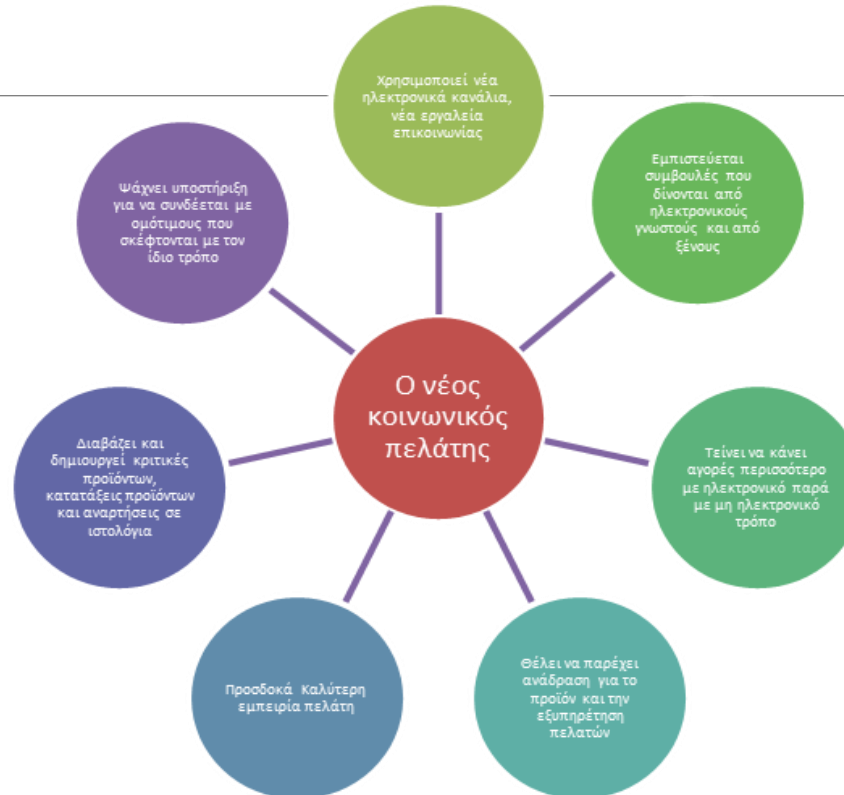 Χρησιμοποιεί νέα
ηλεκτρονικά κανάλια,
νέα εργαλεία
επικοινωνίας
Εμπιστεύεται
συμβουλές που
δίνονται από
ηλεκτρονικούς
γνωστούς και από
ξένους
Τείνει να κάνει
αγορές περισσότερο
με ηλεκτρονικό παρά
με μη ηλεκτρονικό
τρόπο
Θέλει να παρέχει
ανάδραση για το
προϊόν και την
εξυπηρέτηση
πελατών
Προσδοκά Καλύτερη
εμπειρία πελάτη
Διαβάζει και
δημιουργεί κριτικές
προϊόντων,
κατατάξεις προϊόντων
και αναρτήσεις σε
ιστολόγια
Ψάχνει υποστήριξη
για να συνδέεται με
ομότιμους που
σκέφτονται με τον
ίδιο τρόπο
Ο νέος
κοινωνικός
πελάτης